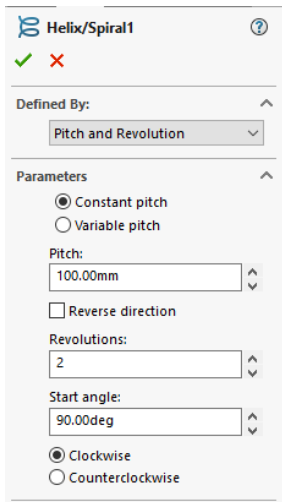 Helix/Spiral1
Defined By:
Pitch and Revolution
Parameters
Constant pitch
Variable pitch
Pitch:
100.00mm
Reverse direction
Revolutions:
2
Start angle:
90.00deg
Clockwise
Counterclockwise